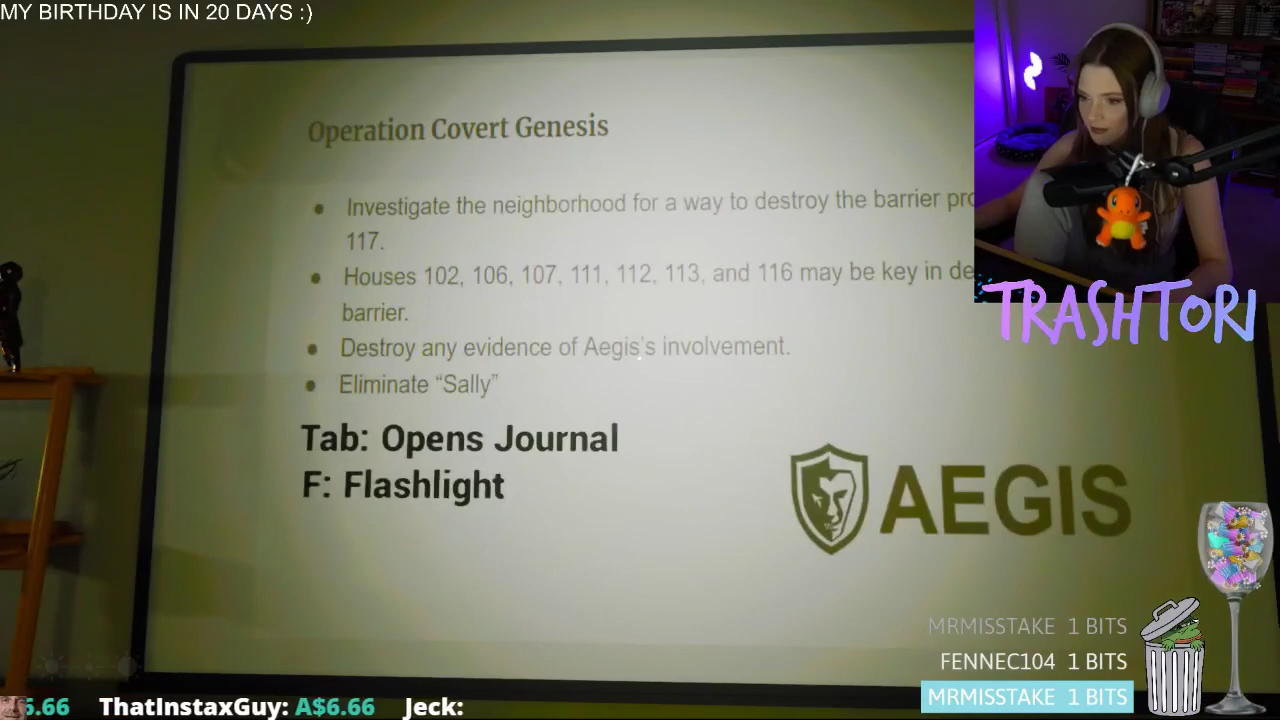 MY BIRTHDAY IS IN 20 DAYS :)
Operation Covert Genesis
• Investigate the neighborhood for a way to destroy the barrier
117.
• Houses 102, 106, 107, 111, 112, 113, and 116 may be key in
barrier.
• Destroy any evidence of Aegis's involvement.
• Eliminate “Sally”
Tab: Opens Journal
F: Flashlight
AEGIS
TRASHTORI
MRMISSTAKE 1 BITS
FENNEC104 1 BITS
MRMISSTAKE 1 BITS
6.66 ThatInstaxGuy: A$6.66 Jeck: